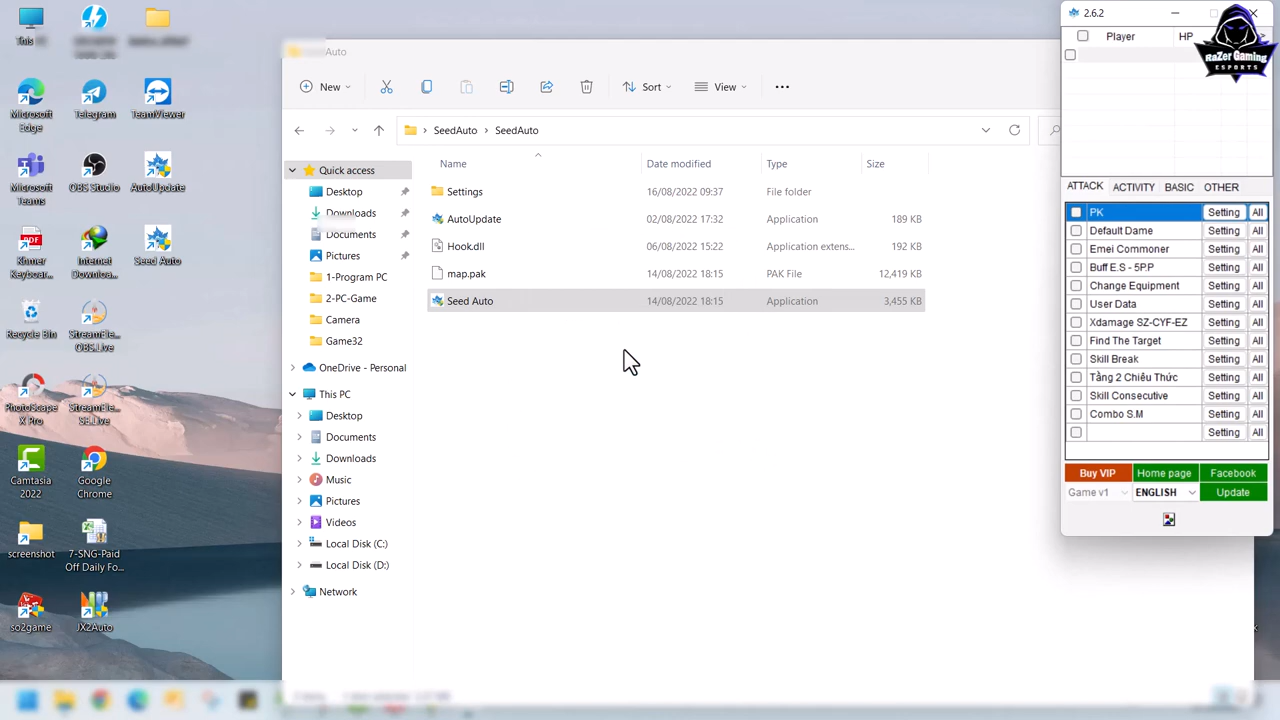 This
Microsoft Edge
Telegram
TeamViewer
Microsoft Teams
OBS Studio
AutoUpdate
Khmer Keyboar...
Internet Downloa...
Seed Auto
Recycle Bin
StreamEle... OBS.Live
PhotoScape X Pro
StreamEle... SE.Live
Camtasia 2022
Google Chrome
screenshot
7-SNG-Paid Off Daily Fo...
so2game
JX2Auto
Auto
New
Sort
View
SeedAuto > SeedAuto
Name
Date modified
Type
Size
Settings
16/08/2022 09:37
File folder
AutoUpdate
02/08/2022 17:32
Application
189 KB
Hook.dll
06/08/2022 15:22
Application extens...
192 KB
map.pak
14/08/2022 18:15
PAK File
12,419 KB
Seed Auto
14/08/2022 18:15
Application
3,455 KB
Quick access
Desktop
Downloads
Documents
Pictures
1-Program PC
2-PC-Game
Camera
Game32
OneDrive - Personal
This PC
Desktop
Documents
Downloads
Music
Pictures
Videos
Local Disk (C:)
Local Disk (D:)
Network
2.6.2
Player
HP
RaZer Gaming
ESPORTS
ATTACK
ACTIVITY
BASIC
OTHER
PK Setting All
Default Dame Setting All
Emei Commoner Setting All
Buff E.S - 5P.P Setting All
Change Equipment Setting All
User Data Setting All
Xdamage SZ-CYF-EZ Setting All
Find The Target Setting All
Skill Break Setting All
Tầng 2 Chiêu Thức Setting All
Skill Consecutive Setting All
Combo S.M Setting All
Setting All
Buy VIP
Home page
Facebook
Game v1
ENGLISH
Update